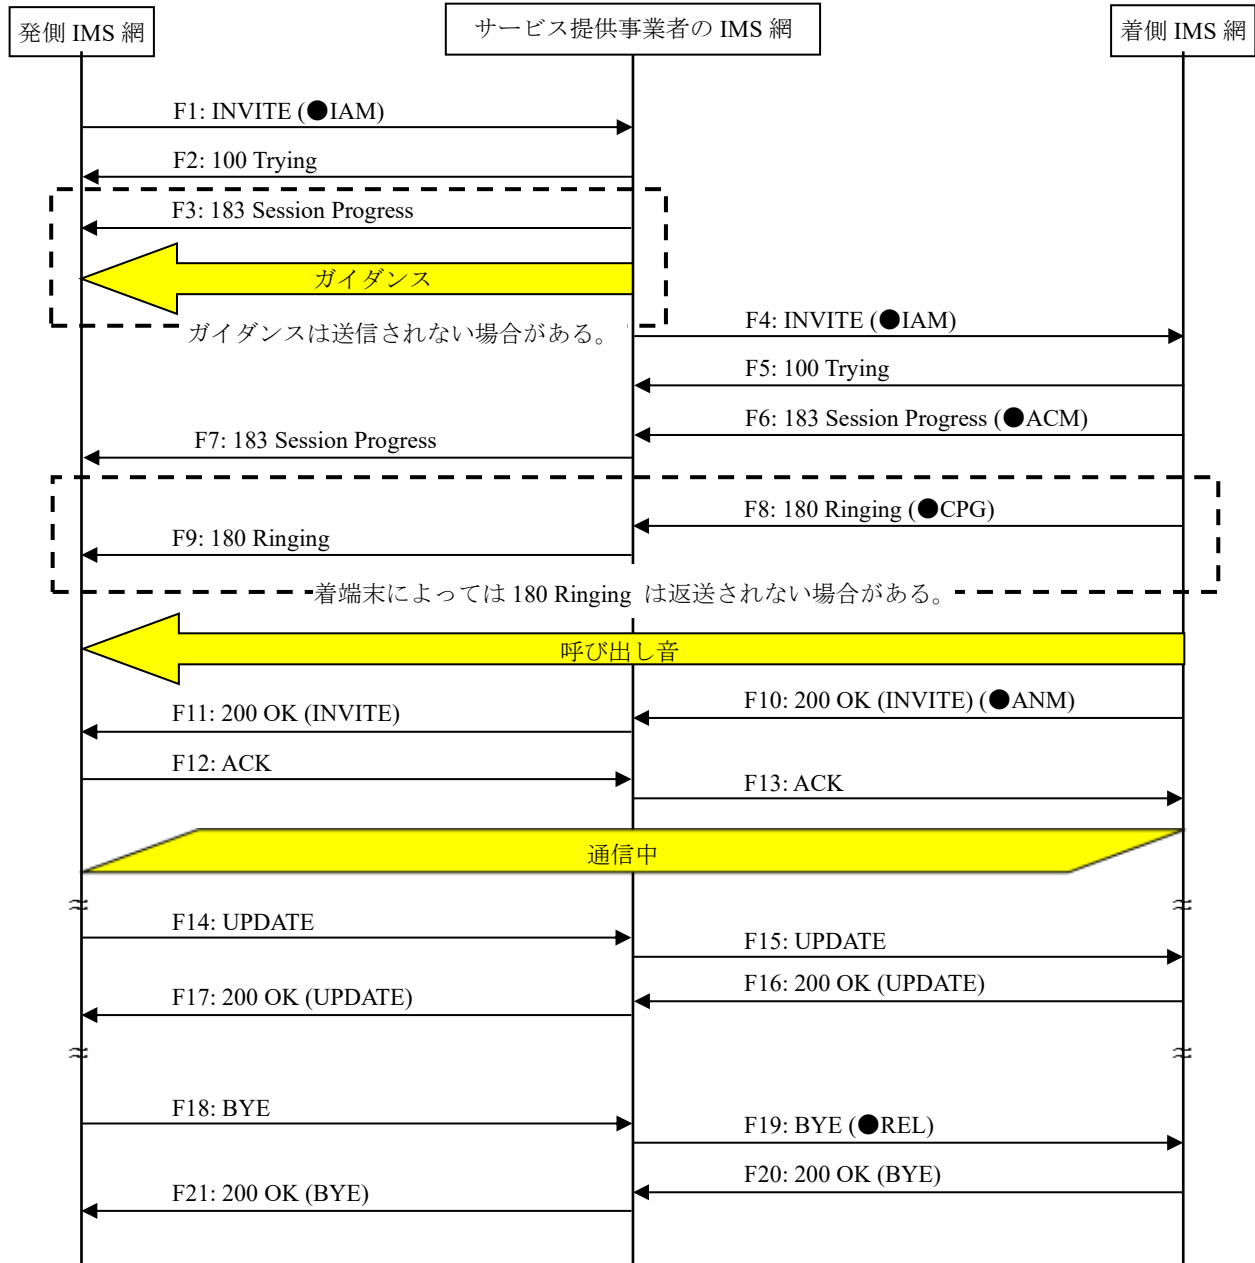 発側 IMS 網
サービス提供事業者の IMS 網
着側 IMS 網
F1: INVITE (●IAM)
F2: 100 Trying
F3: 183 Session Progress
ガイダンス
ガイダンスは送信されない場合がある。
F4: INVITE (●IAM)
F5: 100 Trying
F6: 183 Session Progress (●ACM)
F7: 183 Session Progress
F8: 180 Ringing (●CPG)
F9: 180 Ringing
着端末によっては 180 Ringing は返送されない場合がある。
呼び出し音
F10: 200 OK (INVITE) (●ANM)
F11: 200 OK (INVITE)
F12: ACK
F13: ACK
通信中
F14: UPDATE
F15: UPDATE
F16: 200 OK (UPDATE)
F17: 200 OK (UPDATE)
F18: BYE
F19: BYE (●REL)
F20: 200 OK (BYE)
F21: 200 OK (BYE)